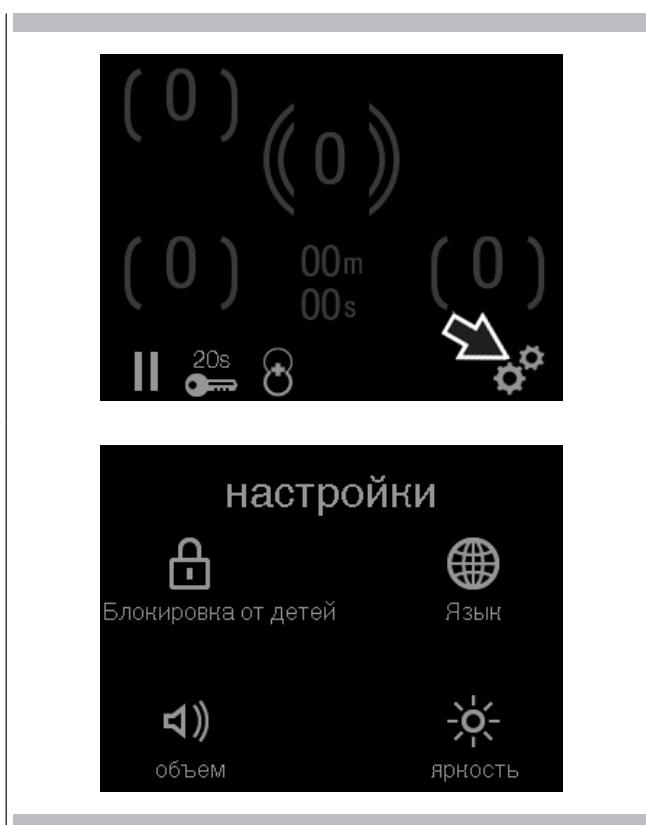 ( 0 )
(( 0 ))
( 0 )
00m
00s
( 0 )
20s
настройки
Блокировка от детей
Язык
объем
яркость